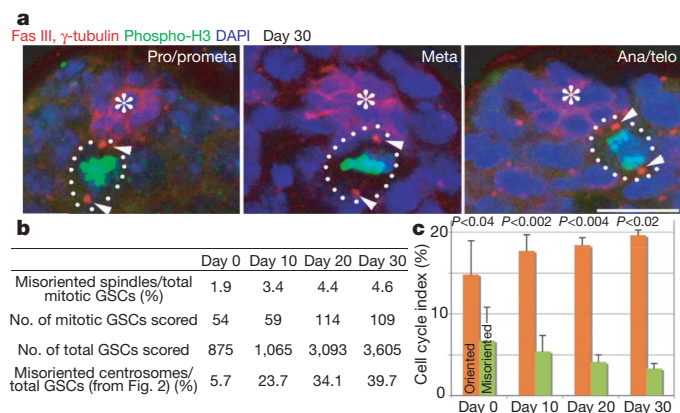 a
Fas III, γ-tubulin Phospho-H3 DAPI Day 30
Pro/prometa
Meta
Ana/telo
*
*
*
b
Day 0 Day 10 Day 20 Day 30
Misoriented spindles/total
mitotic GSCs (%)
1.9 3.4 4.4 4.6
No. of mitotic GSCs scored 54 59 114 109
No. of total GSCs scored 875 1,065 3,093 3,605
Misoriented centrosomes/
total GSCs (from Fig. 2) (%)
5.7 23.7 34.1 39.7
c
P<0.04 P<0.002 P<0.004 P<0.02
Cell cycle index (%)
20
10
0
Oriented
Misoriented
Day 0 Day 10 Day 20 Day 30